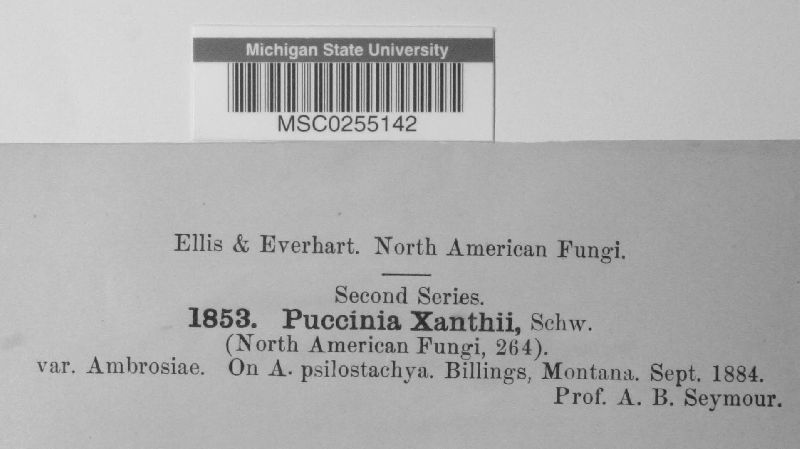 Michigan State University
MSC0255142
Ellis & Everhart. North American Fungi.
Second Series.
1853. Puccinia Xanthii, Schw.
(North American Fungi, 264).
var. Ambrosiae. On A. psilostachya. Billings, Montana. Sept. 1884.
Prof. A. B. Seymour.